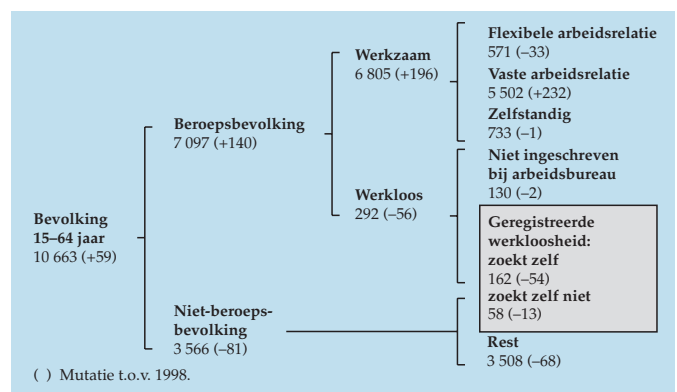 Bevolking
15–64 jaar
10 663 (+59)
Beroepsbevolking
7 097 (+140)
Niet-beroeps-
bevolking
3 566 (–81)
Werkzaam
6 805 (+196)
Werkloos
292 (–56)
Flexibele arbeidsrelatie
571 (–33)
Vaste arbeidsrelatie
5 502 (+232)
Zelfstandig
733 (–1)
Niet ingeschreven
bij arbeidsbureau
130 (–2)
Geregistreerde
werkloosheid:
zoekt zelf
162 (–54)
zoekt zelf niet
58 (–13)
Rest
3 508 (–68)
( ) Mutatie t.o.v. 1998.